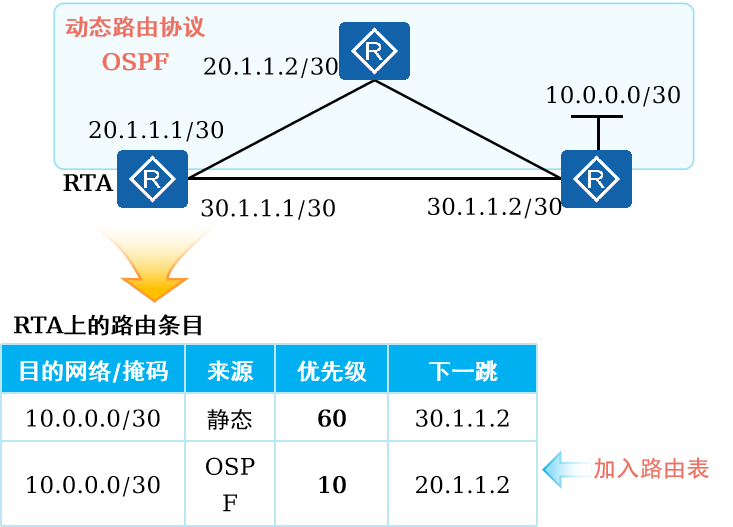 动态路由协议
OSPF
20.1.1.2/30
R
10.0.0.0/30
20.1.1.1/30
RTA
R
R
30.1.1.1/30
30.1.1.2/30
RTA上的路由条目
目的网络/掩码 来源 优先级 下一跳
10.0.0.0/30 静态 60 30.1.1.2
10.0.0.0/30 OSP
F 10 20.1.1.2
加入路由表